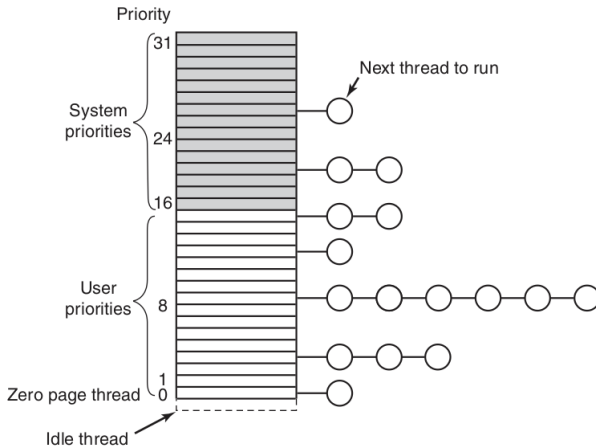 Priority
31
Next thread to run
System
priorities
24
16
User
priorities
8
1
Zero page thread
0
Idle thread